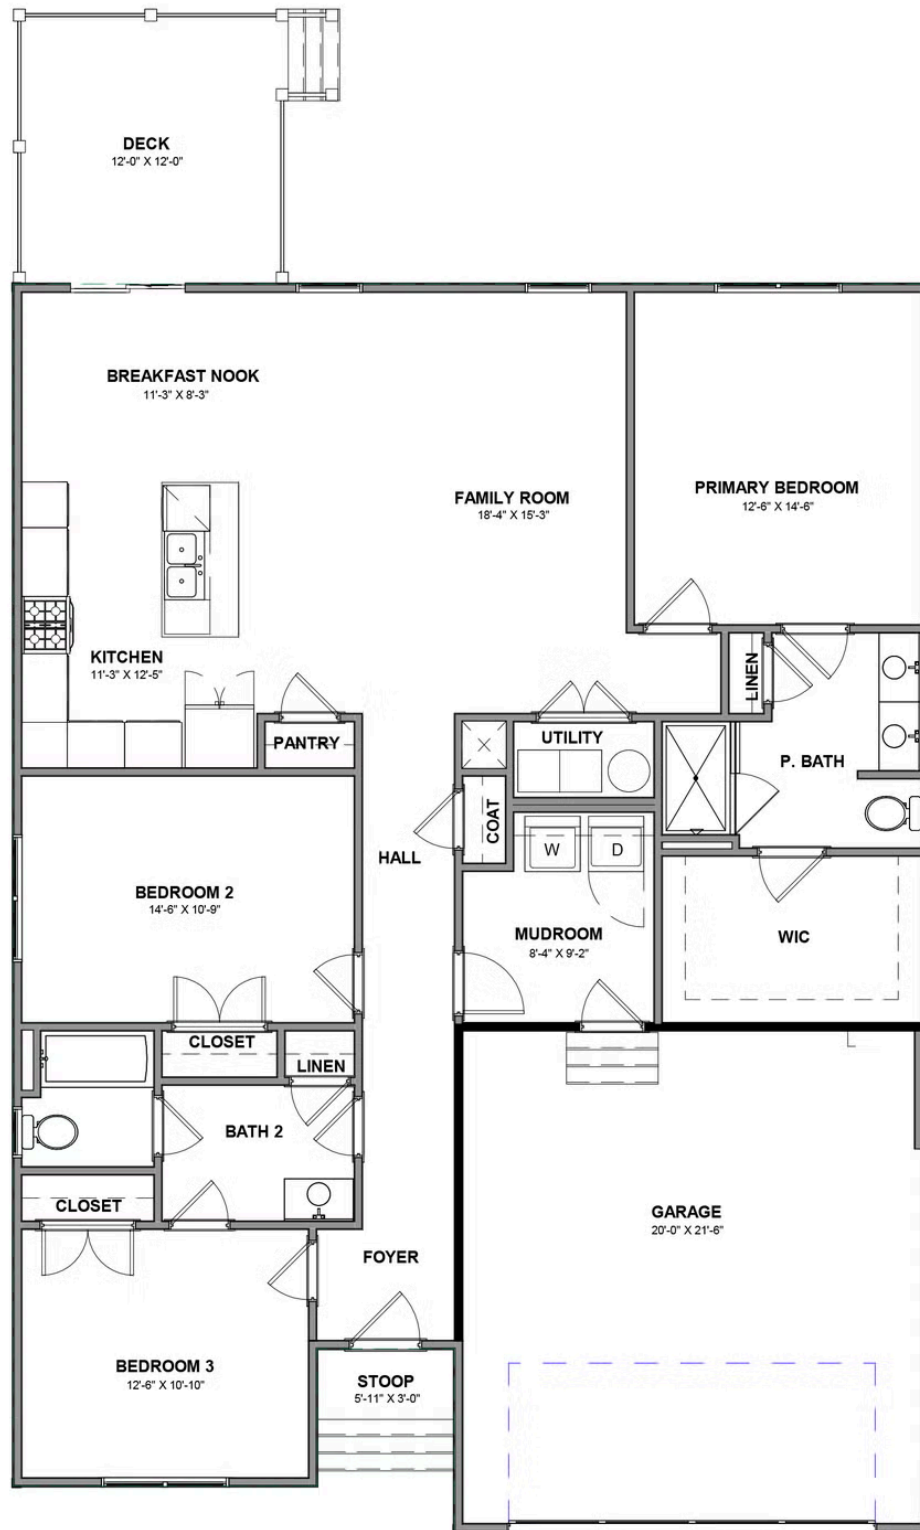 DECK
12'-0" X 12'-0"
BREAKFAST NOOK
11'-3" X 8'-3"
FAMILY ROOM
18'-4" X 15'-3"
PRIMARY BEDROOM
12'-6" X 14'-6"
KITCHEN
11'-3" X 12'-5"
LINEN
PANTRY
UTILITY
P. BATH
COAT
HALL
W
D
BEDROOM 2
14'-6" X 10'-9"
MUDROOM
8'-4" X 9'-2"
WIC
CLOSET
LINEN
BATH 2
CLOSET
GARAGE
20'-0" X 21'-6"
FOYER
BEDROOM 3
12'-6" X 10'-10"
STOOP
5'-11" X 3'-0"